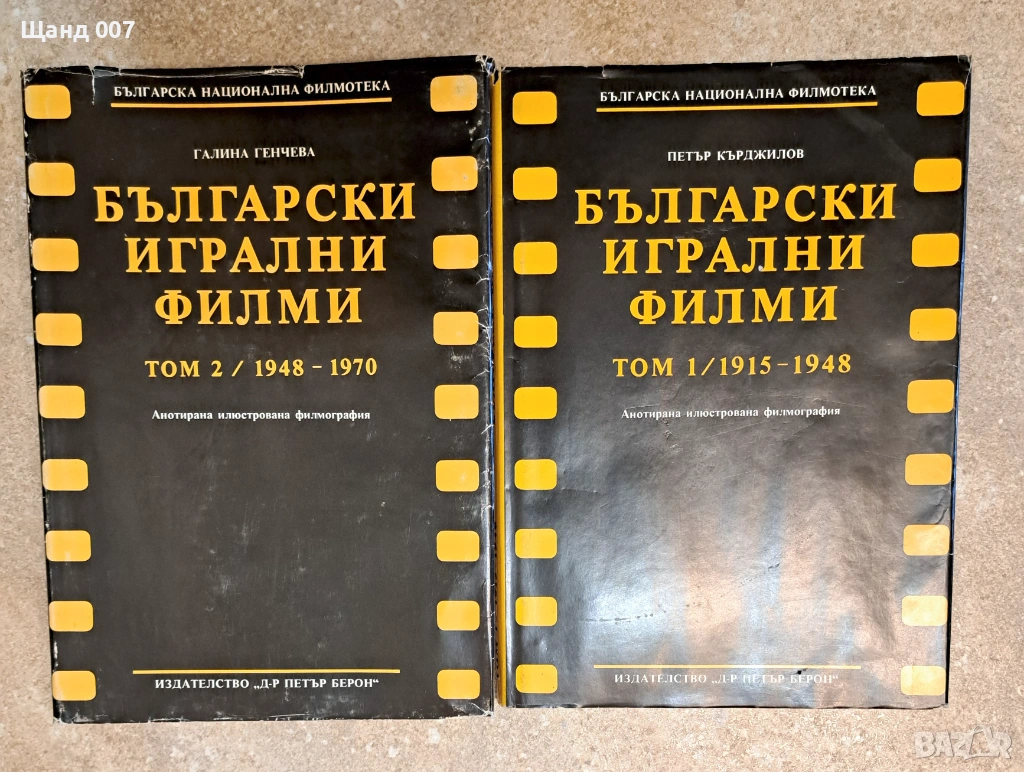 Щанд 007
БЪЛГАРСКА НАЦИОНАЛНА ФИЛМОТЕКА
ГАЛИНА ГЕНЧЕВА
БЪЛГАРСКИ
ИГРАЛНИ
ФИЛМИ
ТОМ 2 / 1948 – 1970
Анотирана илюстрована филмография
ИЗДАТЕЛСТВО „Д-Р ПЕТЪР БЕРОН“
БЪЛГАРСКА НАЦИОНАЛНА ФИЛМОТЕКА
ПЕТЪР КЪРДЖИЛОВ
БЪЛГАРСКИ
ИГРАЛНИ
ФИЛМИ
ТОМ 1 / 1915 – 1948
Анотирана илюстрована филмография
ИЗДАТЕЛСТВО „Д-Р ПЕТЪР БЕРОН“
BAZAR